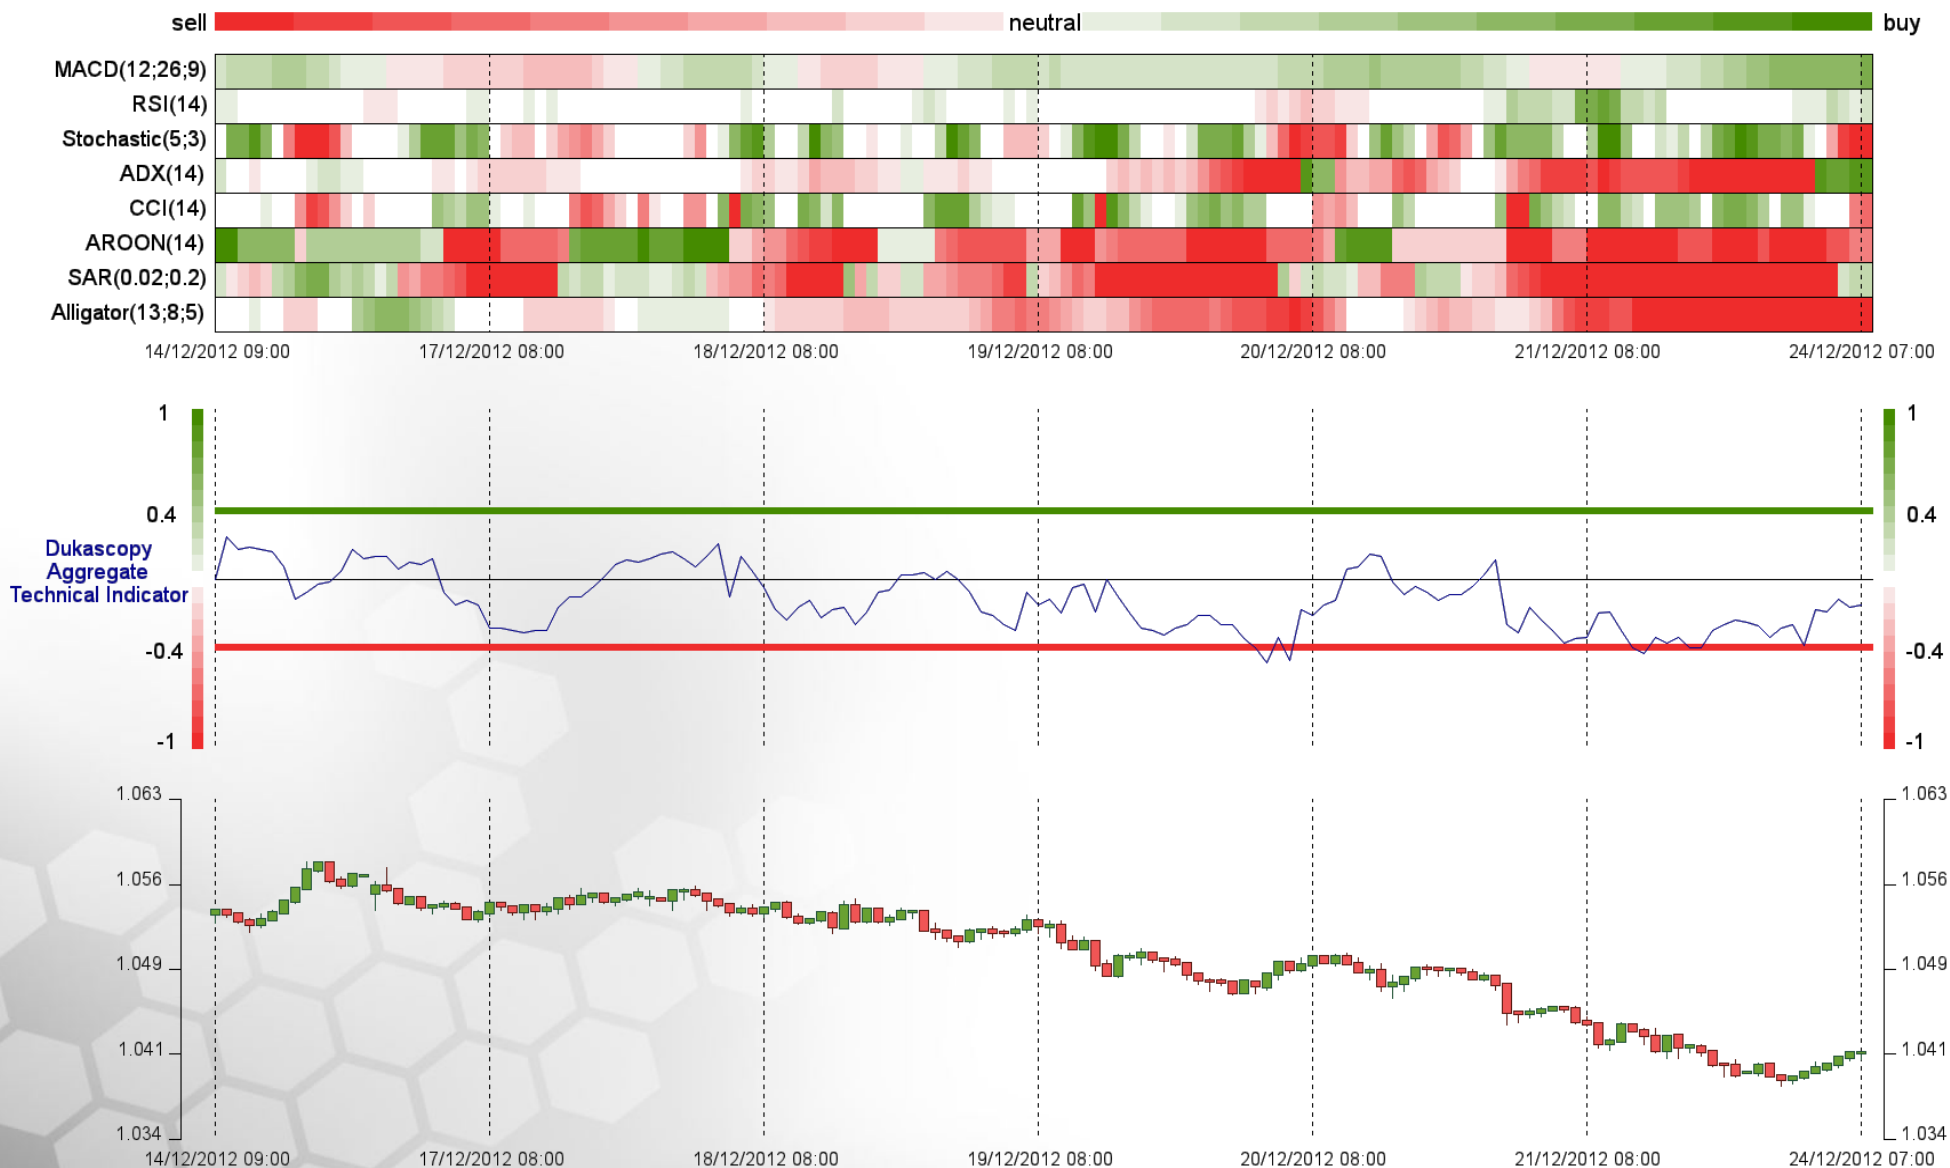 sell neutral buy
MACD(12;26;9)
RSI(14)
Stochastic(5;3)
ADX(14)
CCI(14)
AROON(14)
SAR(0.02;0.2)
Alligator(13;8;5)
14/12/2012 09:00 17/12/2012 08:00 18/12/2012 08:00 19/12/2012 08:00 20/12/2012 08:00 21/12/2012 08:00 24/12/2012 07:00
1 1
0.4 0.4
Dukascopy
Aggregate
Technical Indicator
-0.4 -0.4
-1 -1
1.063 1.063
1.056 1.056
1.049 1.049
1.041 1.041
1.034 1.034
14/12/2012 09:00 17/12/2012 08:00 18/12/2012 08:00 19/12/2012 08:00 20/12/2012 08:00 21/12/2012 08:00 24/12/2012 07:00